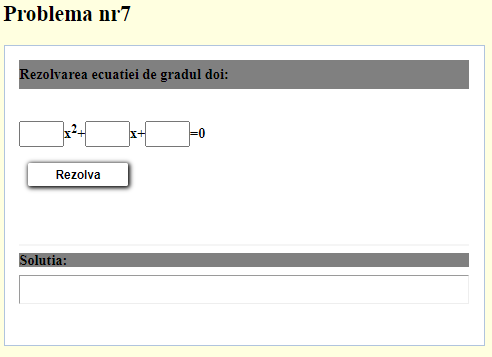 Problema nr7
Rezolvarea ecuatiei de gradul doi:
x²+ x+ =0
Rezolva
Solutia: